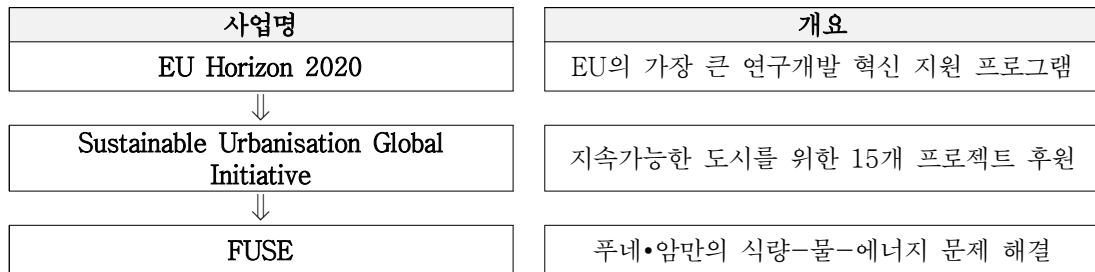 사업명
개요
EU Horizon 2020
EU의 가장 큰 연구개발 혁신 지원 프로그램
⇓
Sustainable Urbanisation Global
Initiative
지속가능한 도시를 위한 15개 프로젝트 후원
⇓
FUSE
푸네•암만의 식량-물-에너지 문제 해결